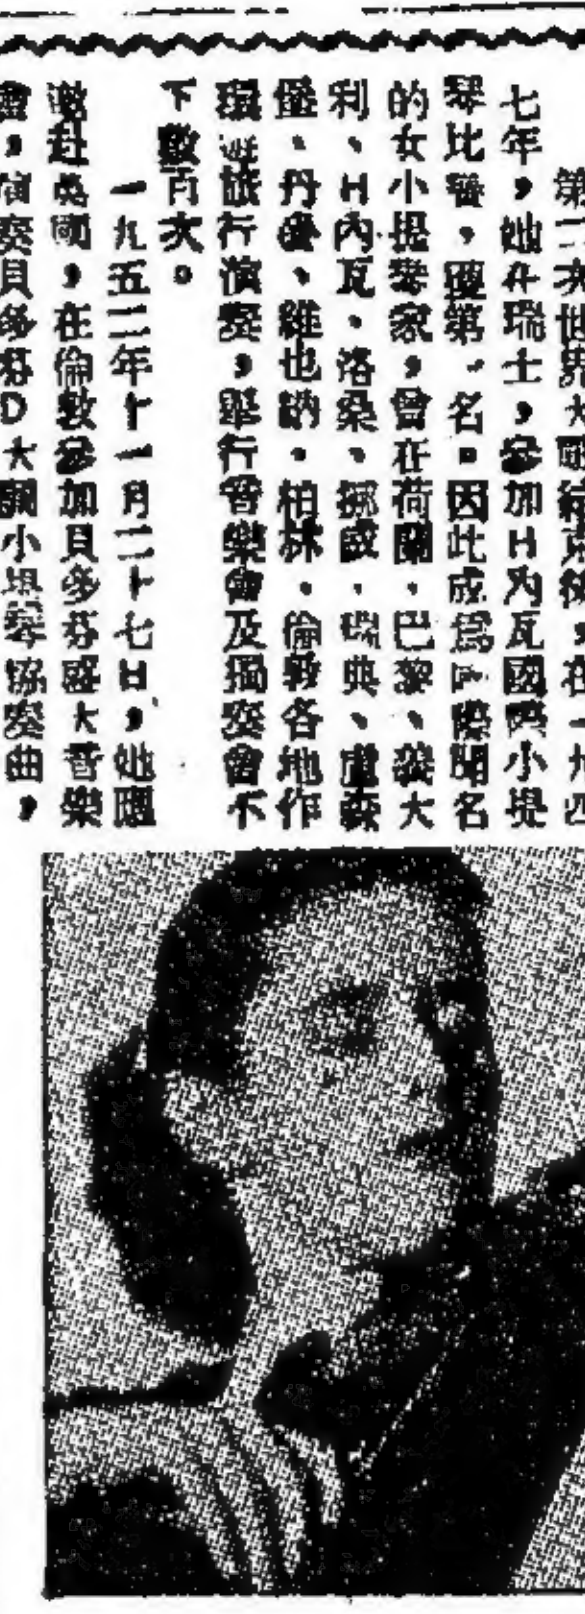 第二次世界大戰結束後，在一九四
七年，她在瑞士，參加日內瓦國際小提
琴比賽，獲第一名。因此成爲國際聞名
的女小提琴家，曾在荷蘭、巴黎、義大
利、日內瓦、洛桑、挪威、瑞典、盧森
堡、丹麥、維也納、柏林、倫敦各地作
環遊旅行演奏，舉行音樂會及獨奏會不
下數百次。
一九五二年十一月二十七日，她應
邀赴英國，在倫敦參加貝多芬盛大音樂
會，演奏貝多芬D大調小提琴協奏曲，